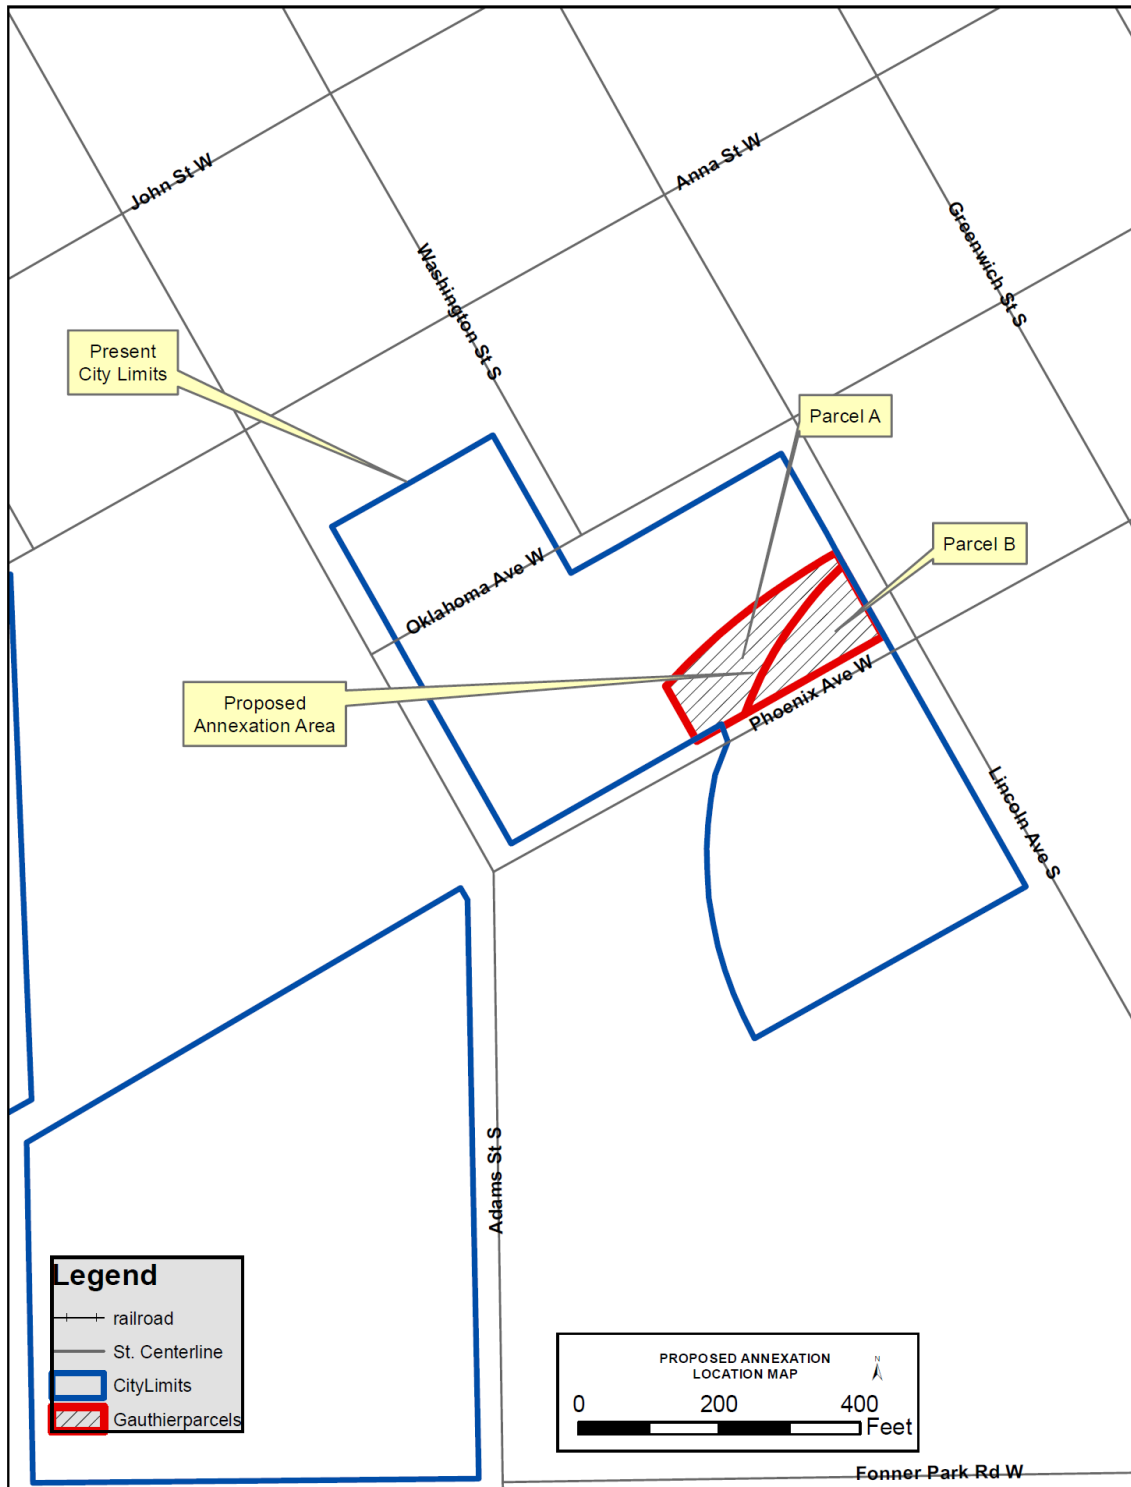 John St W
Anna St W
Greenwich St S
Washington St S
Present
City Limits
Parcel A
Parcel B
Oklahoma Ave W
Proposed
Annexation Area
Phoenix Ave W
Lincoln Ave S
Adams St S
Legend
railroad
St. Centerline
CityLimits
Gauthierparcels
PROPOSED ANNEXATION
LOCATION MAP
N
0 200 400
Feet
Fonner Park Rd W